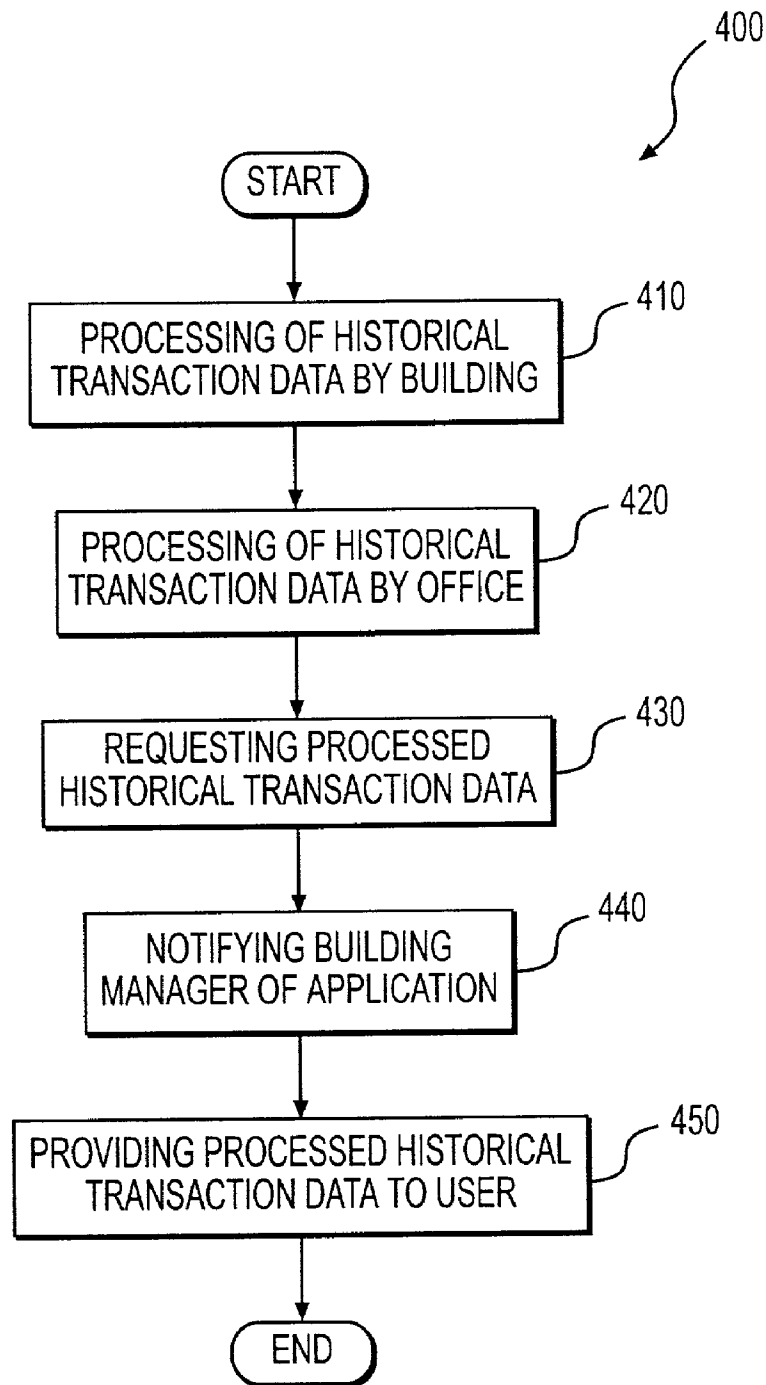 400
START
410
PROCESSING OF HISTORICAL
TRANSACTION DATA BY BUILDING
420
PROCESSING OF HISTORICAL
TRANSACTION DATA BY OFFICE
430
REQUESTING PROCESSED
HISTORICAL TRANSACTION DATA
440
NOTIFYING BUILDING
MANAGER OF APPLICATION
450
PROVIDING PROCESSED HISTORICAL
TRANSACTION DATA TO USER
END